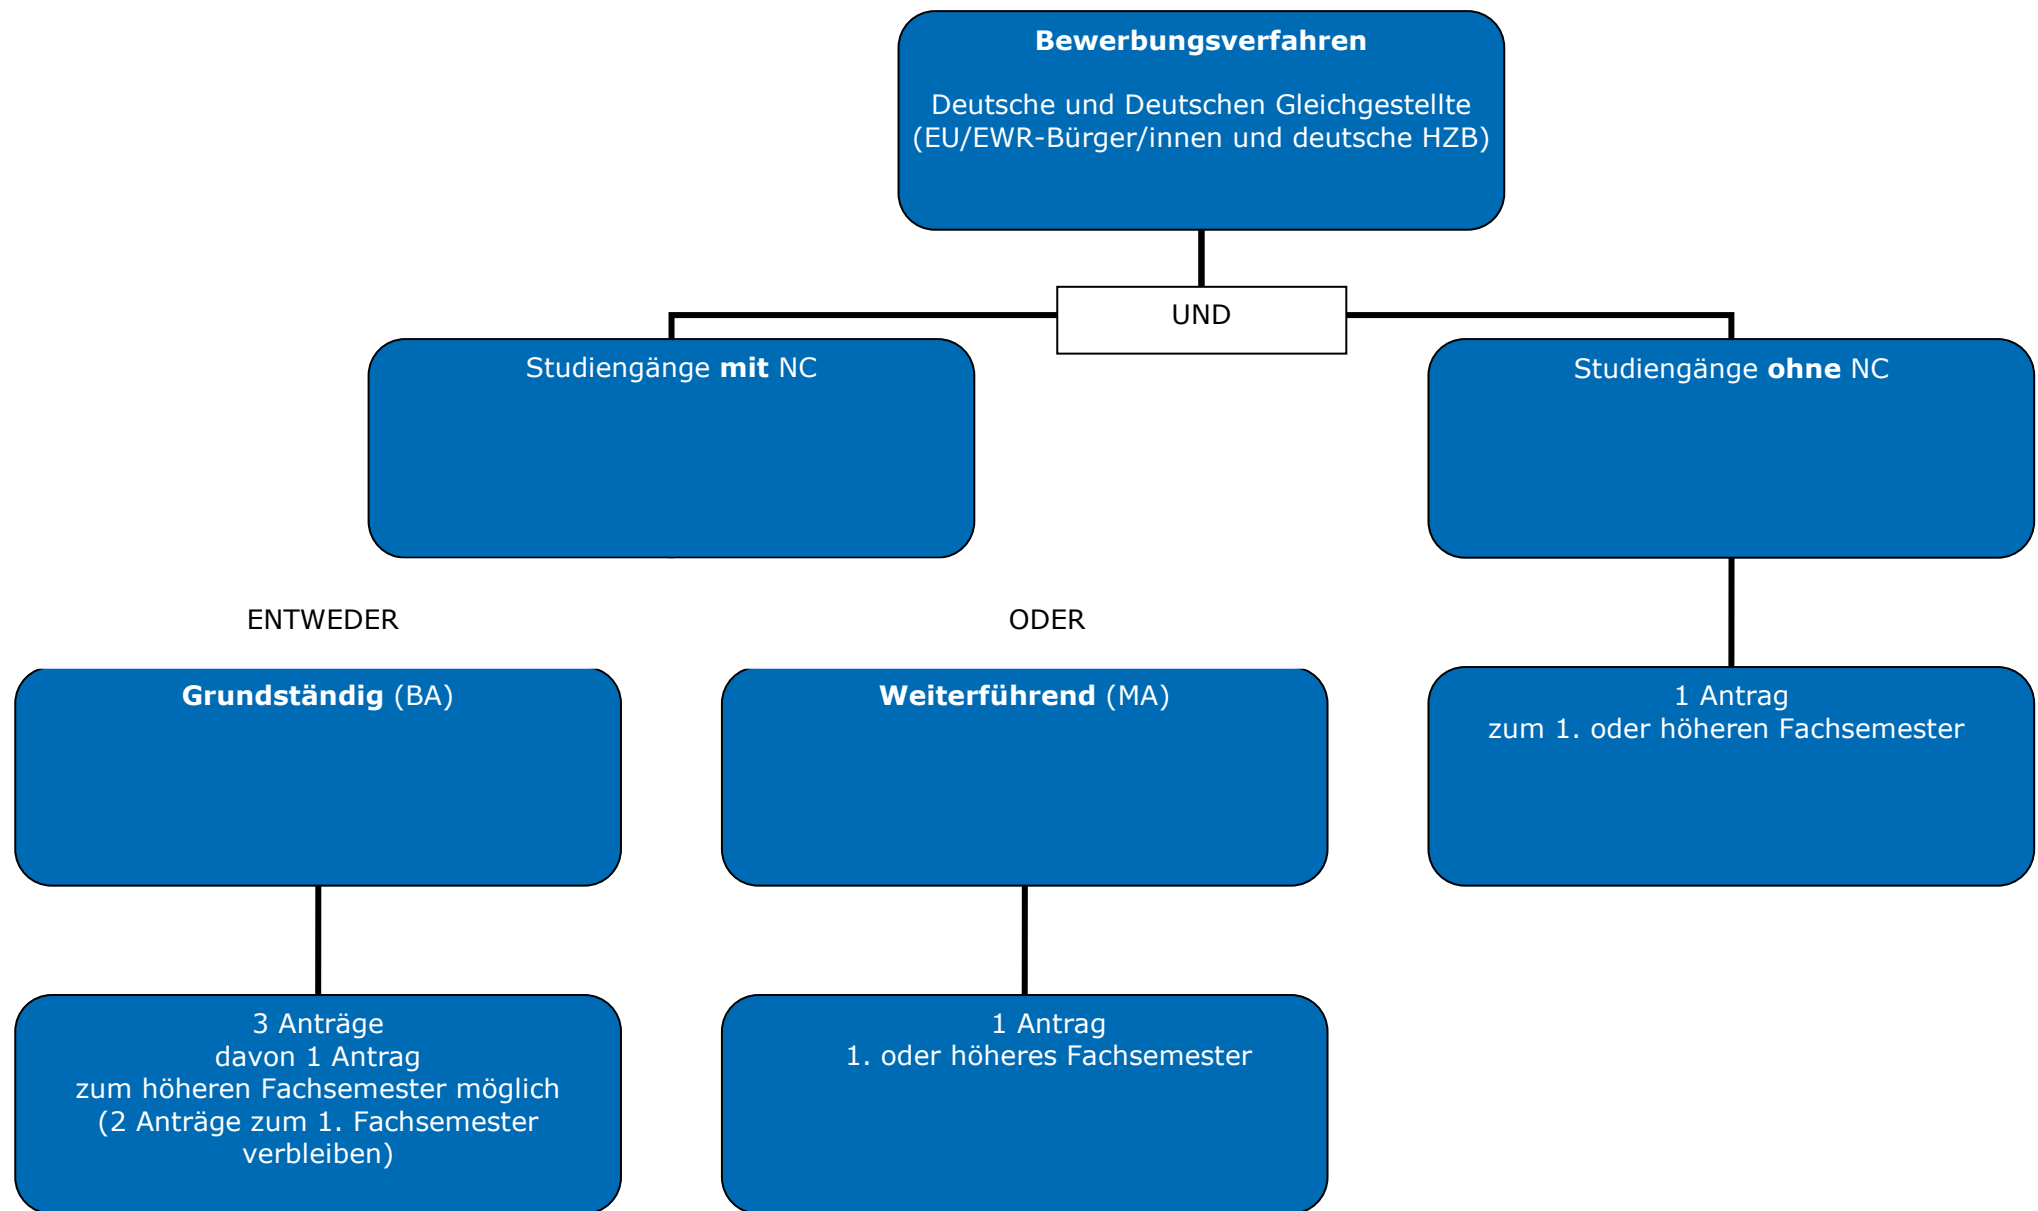 Bewerbungsverfahren
Deutsche und Deutschen Gleichgestellte
(EU/EWR-Bürger/innen und deutsche HZB)
UND
Studiengänge mit NC
Studiengänge ohne NC
ENTWEDER
ODER
Grundständig (BA)
Weiterführend (MA)
1 Antrag
zum 1. oder höheren Fachsemester
3 Anträge
davon 1 Antrag
zum höheren Fachsemester möglich
(2 Anträge zum 1. Fachsemester
verbleiben)
1 Antrag
1. oder höheres Fachsemester